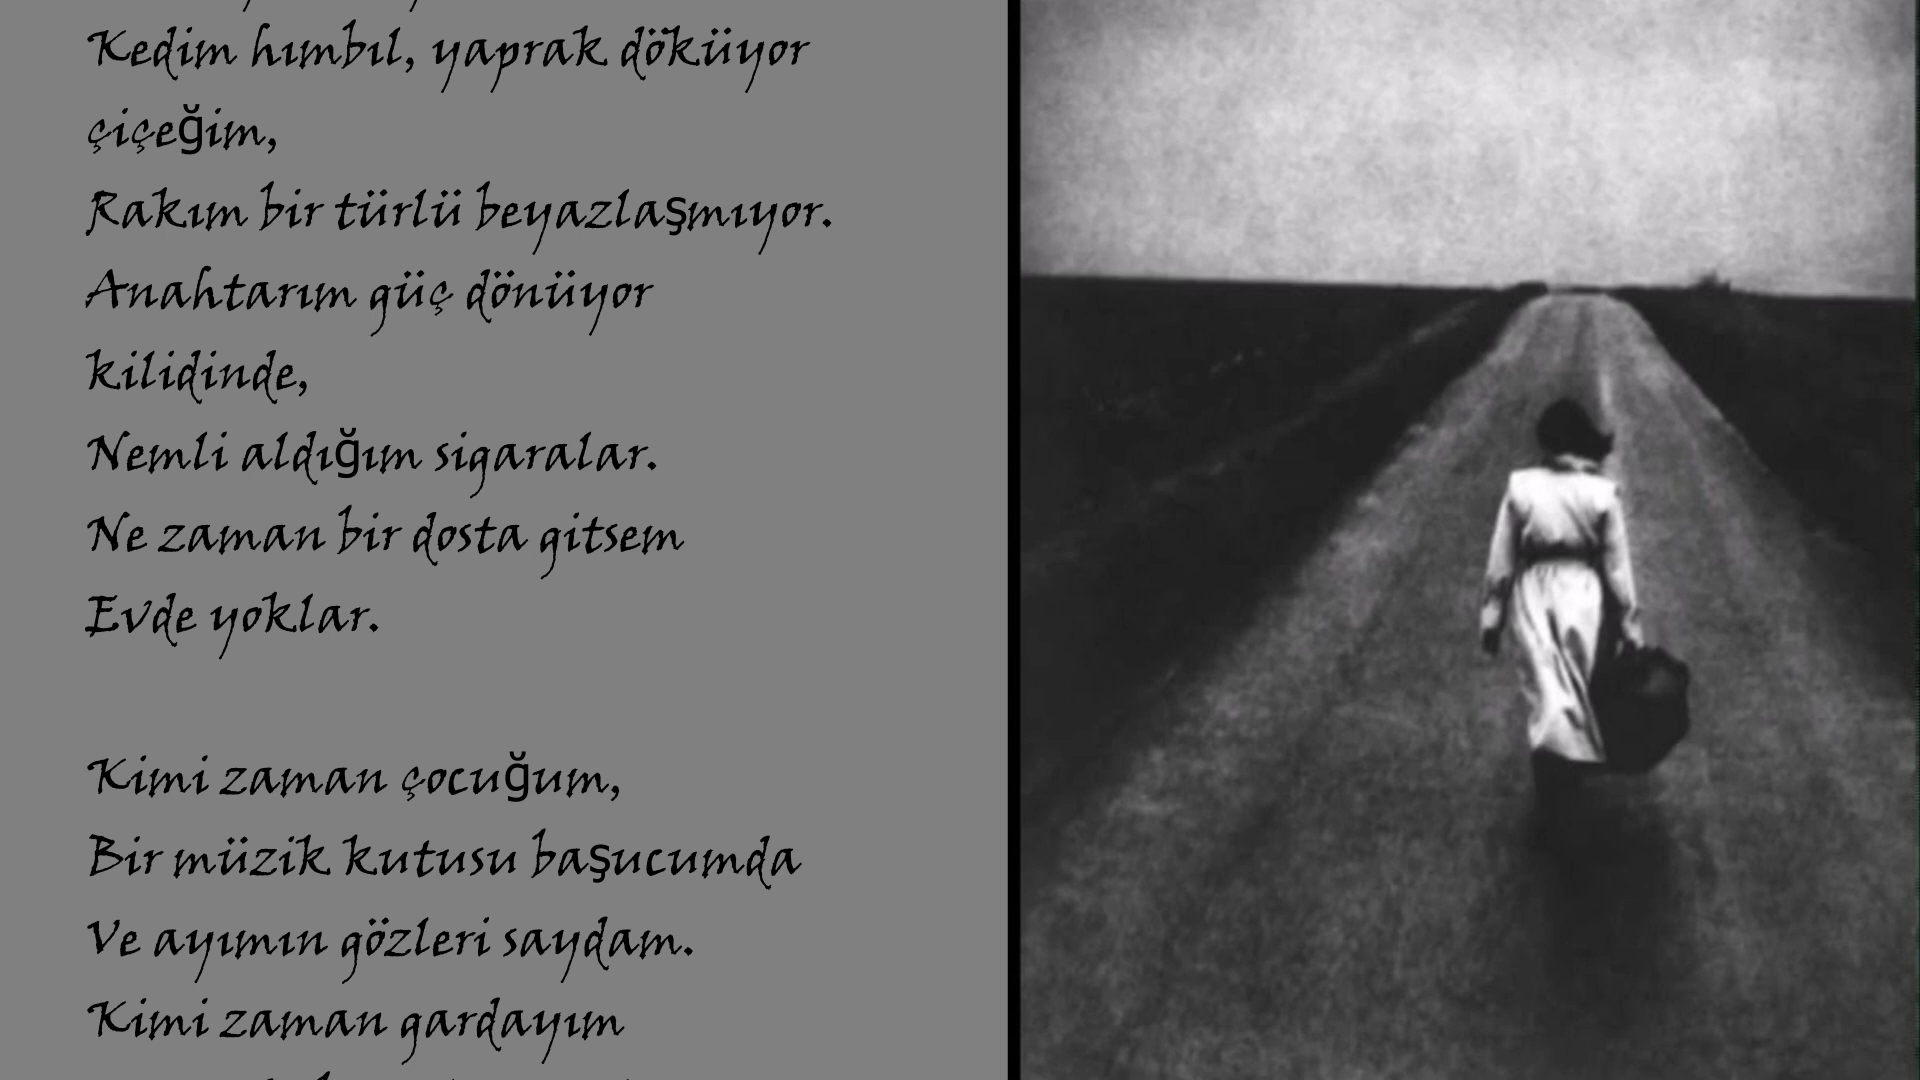 Kedim hımbıl, yaprak döküyor
çiçeğim,
Rakım bir türlü beyazlaşmıyor.
Anahtarım güç dönüyor
kilidinde,
Nemli aldığım sigaralar.
Ne zaman bir dosta gitsem
Evde yoklar.
Kimi zaman çocuğum,
Bir müzik kutusu başucumda
Ve ayımın gözleri saydam.
Kimi zaman gardayım